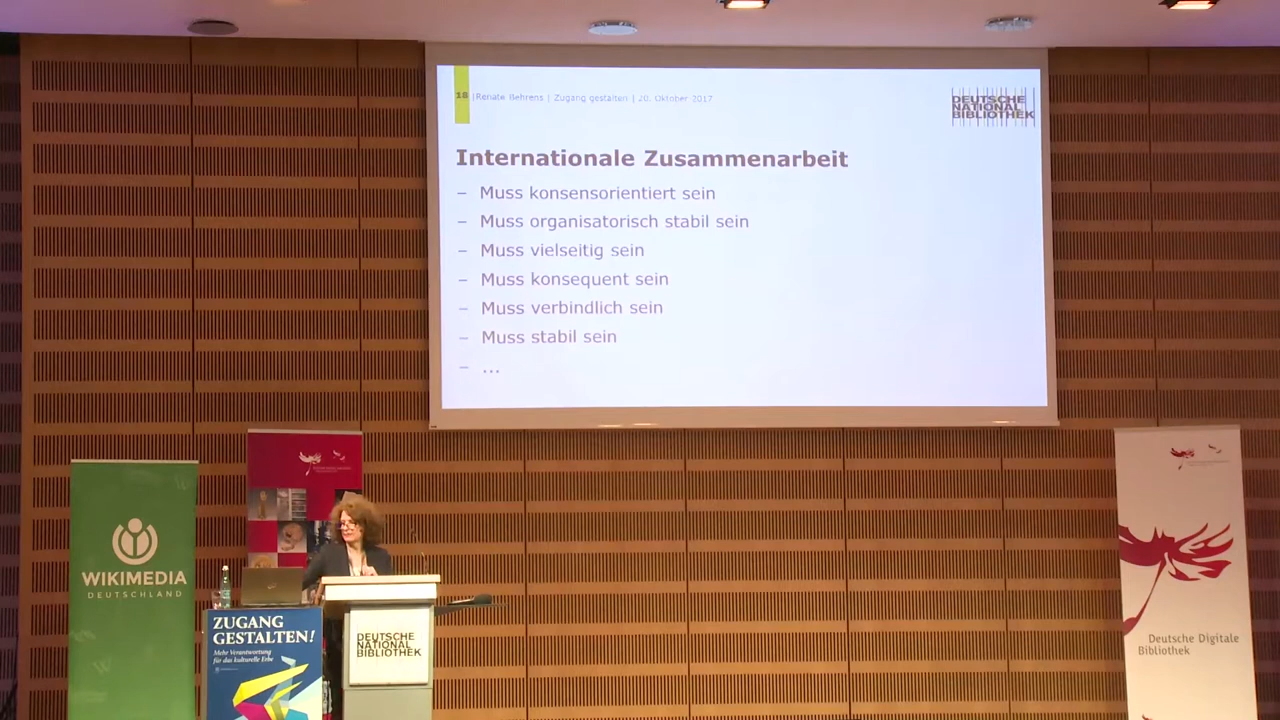 18 | Renate Behrens | Zugang gestalten | 20. Oktober 2017
DEUTSCHE
NATIONAL
BIBLIOTHEK
Internationale Zusammenarbeit
– Muss konsensorientiert sein
– Muss organisatorisch stabil sein
– Muss vielseitig sein
– Muss konsequent sein
– Muss verbindlich sein
– Muss stabil sein
– ...
WIKIMEDIA
DEUTSCHLAND
ZUGANG
GESTALTEN!
Mehr Verantwortung
für das kulturelle Erbe
DEUTSCHE
NATIONAL
BIBLIOTHEK
Deutsche Digitale
Bibliothek